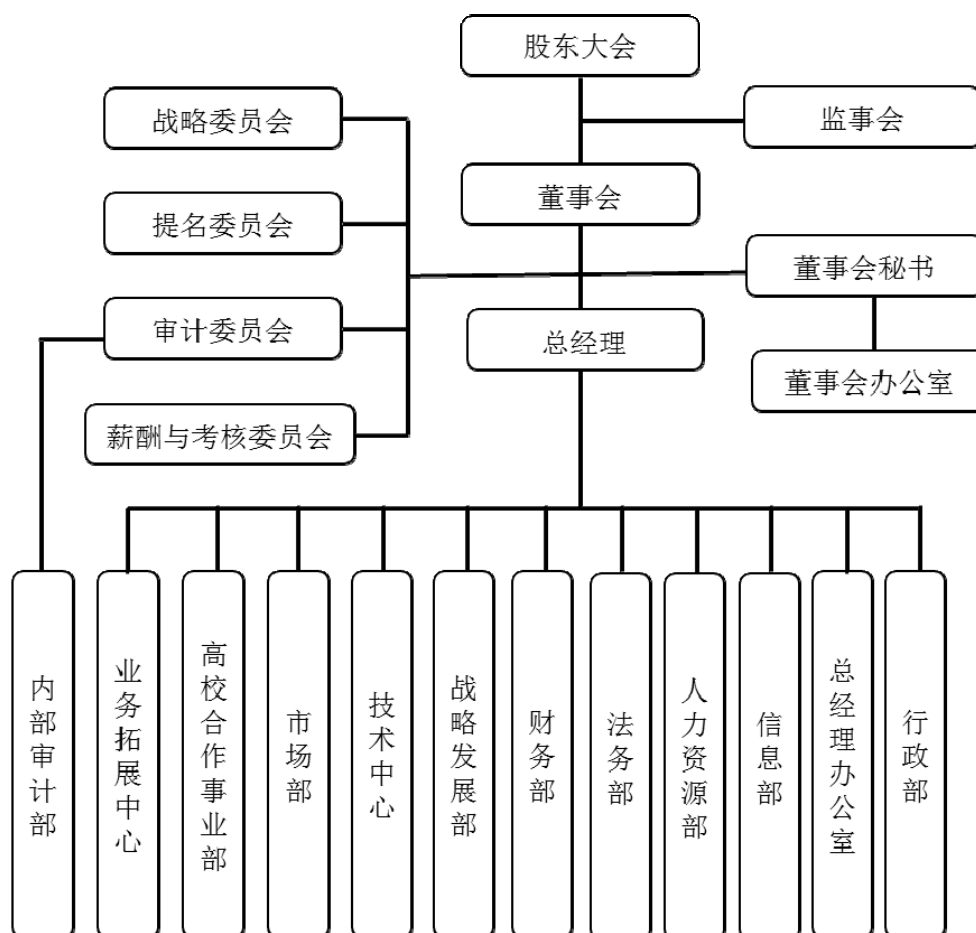 股东大会
战略委员会
监事会
董事会
提名委员会
董事会秘书
审计委员会
总经理
董事会办公室
薪酬与考核委员会
内部审计部
业务拓展中心
高校合作事业部
市场部
技术中心
战略发展部
财务部
法务部
人力资源部
信息部
总经理办公室
行政部